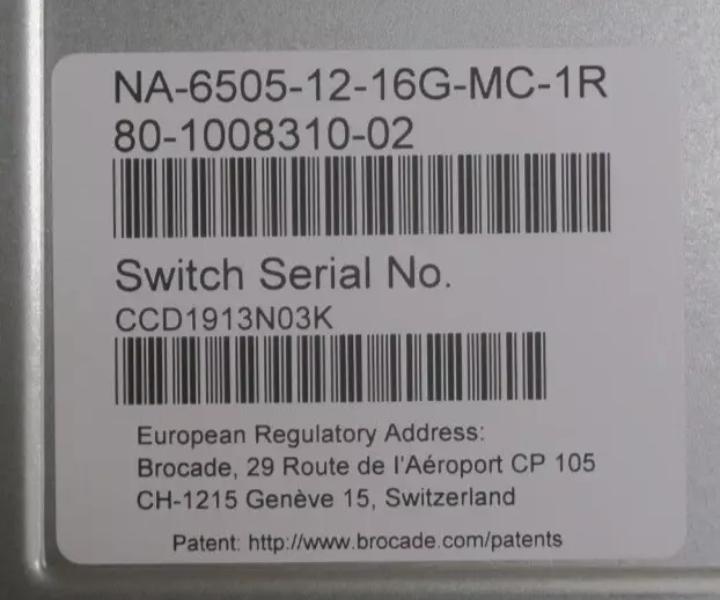 NA-6505-12-16G-MC-1R
80-1008310-02
Switch Serial No.
CCD1913N03K
European Regulatory Address:
Brocade, 29 Route de l'Aéroport CP 105
CH-1215 Genève 15, Switzerland
Patent: http://www.brocade.com/patents